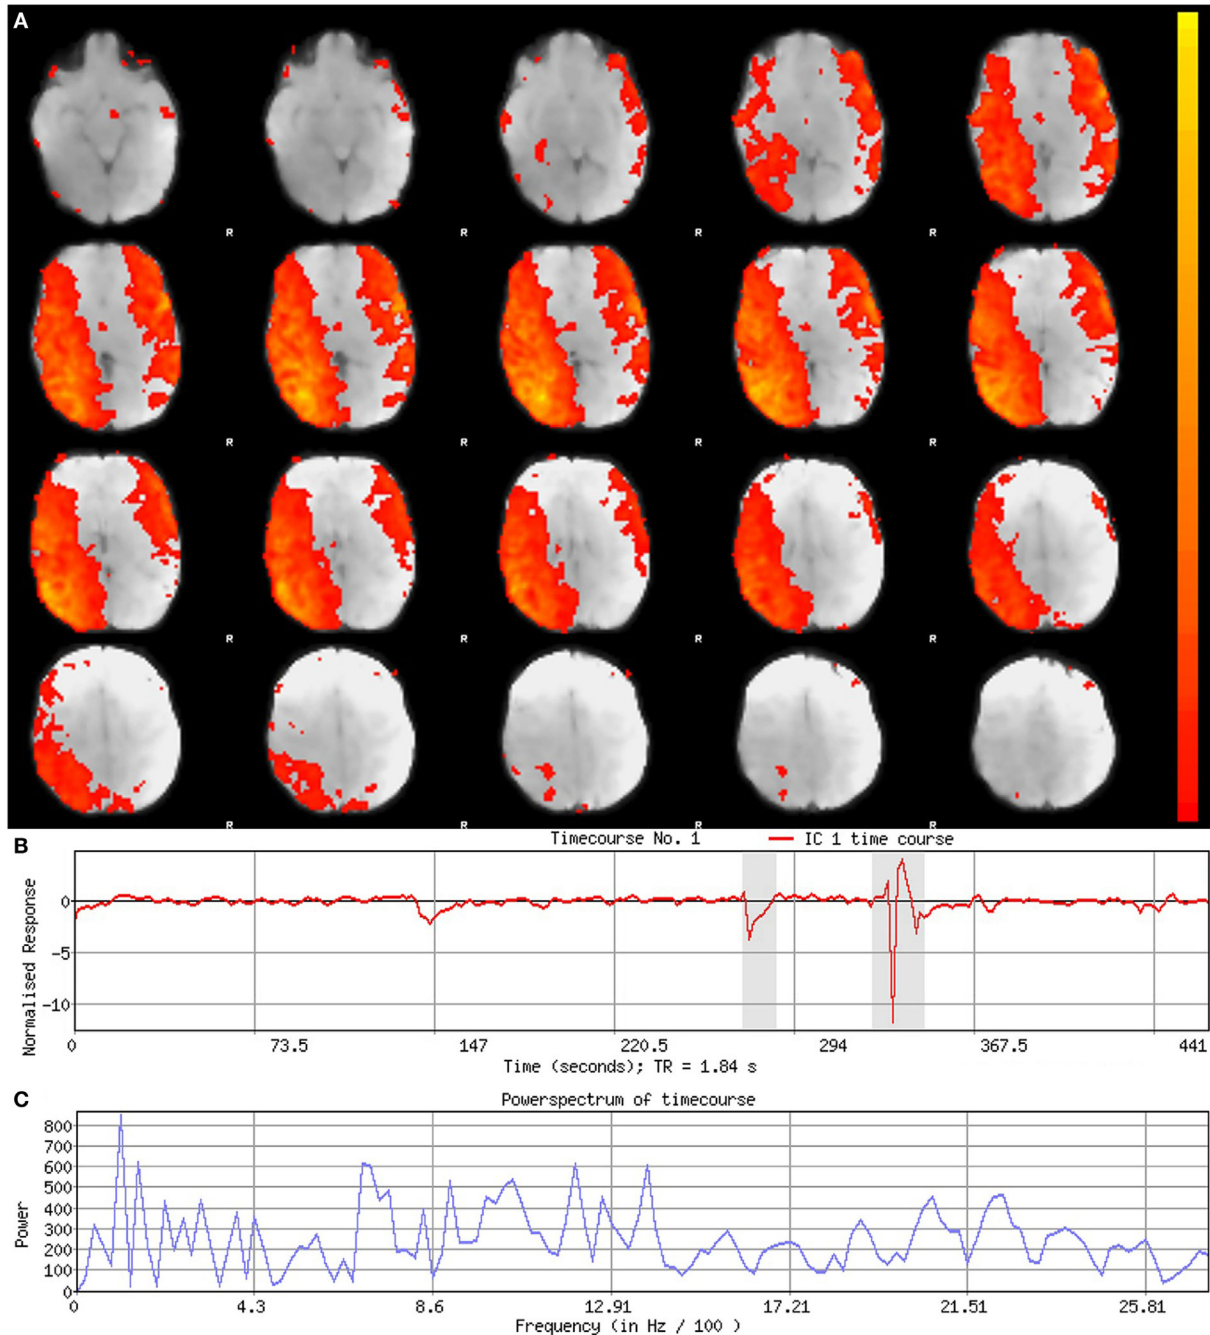 A
R R R R
R R R R
R R R R
R R R R
B
Timecourse No. 1 IC 1 time course
Normalised Response
0
-5
-10
0 73.5 147 220.5 294 367.5 441
Time (seconds); TR = 1.84 s
C
Powerspectrum of timecourse
Power
800
700
600
500
400
300
200
100
0
0 4.3 8.6 12.91 17.21 21.51 25.81
Frequency (in Hz / 100 )